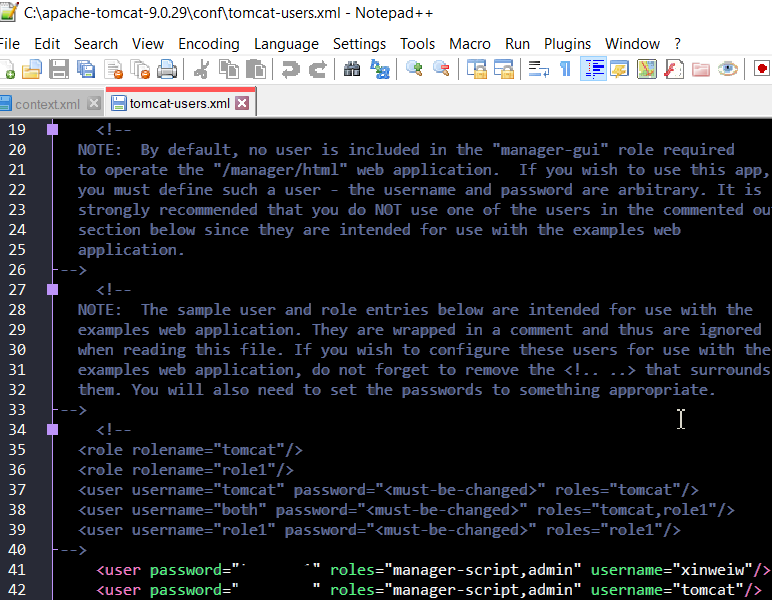 C:\apache-tomcat-9.0.29\conf\tomcat-users.xml - Notepad++
File Edit Search View Encoding Language Settings Tools Macro Run Plugins Window ?
context.xml tomcat-users.xml
19 <!--
20 NOTE:  By default, no user is included in the "manager-gui" role required
21 to operate the "/manager/html" web application.  If you wish to use this app,
22 you must define such a user - the username and password are arbitrary. It is
23 strongly recommended that you do NOT use one of the users in the commented ou
24 section below since they are intended for use with the examples web
25 application.
26 -->
27 <!--
28 NOTE:  The sample user and role entries below are intended for use with the
29 examples web application. They are wrapped in a comment and thus are ignored
30 when reading this file. If you wish to configure these users for use with the
31 examples web application, do not forget to remove the <!.. ..> that surrounds
32 them. You will also need to set the passwords to something appropriate.
33 -->
34 <!--
35 <role rolename="tomcat"/>
36 <role rolename="role1"/>
37 <user username="tomcat" password="<must-be-changed>" roles="tomcat"/>
38 <user username="both" password="<must-be-changed>" roles="tomcat,role1"/>
39 <user username="role1" password="<must-be-changed>" roles="role1"/>
40 -->
41 <user password=" " roles="manager-script,admin" username="xinweiw"/>
42 <user password=" " roles="manager-script,admin" username="tomcat"/>